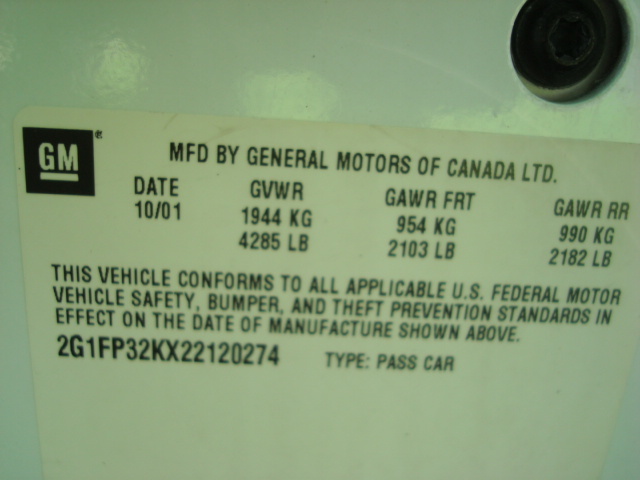 GM®
MFD BY GENERAL MOTORS OF CANADA LTD.
DATE GVWR GAWR FRT GAWR RR
10/01 1944 KG 954 KG 990 KG
4285 LB 2103 LB 2182 LB
THIS VEHICLE CONFORMS TO ALL APPLICABLE U.S. FEDERAL MOTOR
VEHICLE SAFETY, BUMPER, AND THEFT PREVENTION STANDARDS IN
EFFECT ON THE DATE OF MANUFACTURE SHOWN ABOVE.
2G1FP32KX22120274 TYPE: PASS CAR